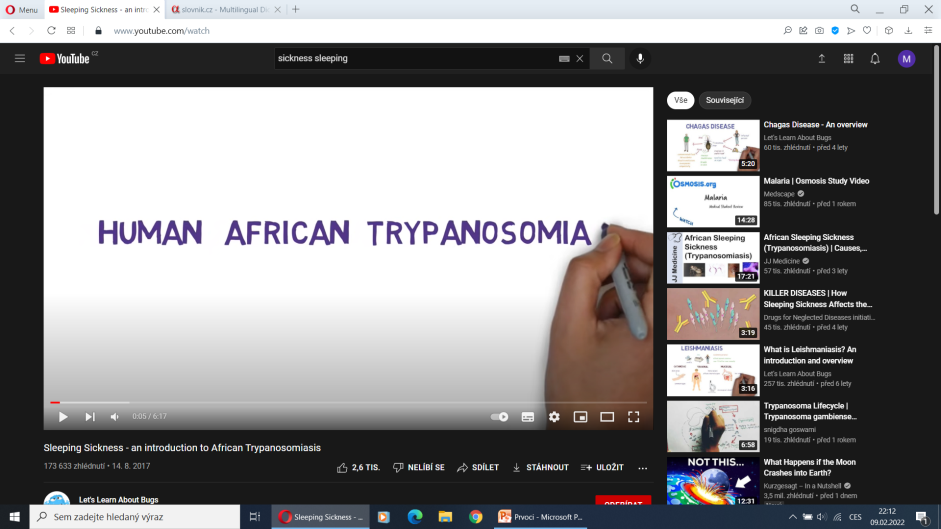 Menu
Sleeping Sickness - an intro
slovnik.cz - Multilingual Di
www.youtube.com/watch
YouTube CZ
sickness sleeping
M
HUMAN AFRICAN TRYPANOSOMIA
0:05 / 6:17
Sleeping Sickness - an introduction to African Trypanosomiasis
173 633 zhlédnutí • 14. 8. 2017
2,6 TIS.
NELÍBÍ SE
SDÍLET
STÁHNOUT
ULOŽIT
Let's Learn About Bugs
Vše
Související
CHAGAS DISEASE
5:20
Chagas Disease - An overview
Let's Learn About Bugs
60 tis. zhlédnutí • před 4 lety
OSMOSIS.org
Malaria
14:28
Malaria | Osmosis Study Video
Medscape
85 tis. zhlédnutí • před 1 rokem
JJ Medicine
African Sleeping
Sickness
(Trypanosomiasis)
17:21
African Sleeping Sickness
(Trypanosomiasis) | Causes,...
JJ Medicine
57 tis. zhlédnutí • před 3 lety
3:19
KILLER DISEASES | How
Sleeping Sickness Affects the...
Drugs for Neglected Diseases initiati...
45 tis. zhlédnutí • před 4 lety
LEISHMANIASIS
3:16
What is Leishmaniasis? An
introduction and overview
Let's Learn About Bugs
257 tis. zhlédnutí • před 6 lety
6:58
Trypanosoma Lifecycle |
Trypanosoma gambiense...
snigdha goswami
19 tis. zhlédnutí • před 1 rokem
NOT THIS...
12:31
What Happens if the Moon
Crashes into Earth?
Kurzgesagt – In a Nutshell
3,5 mil. zhlédnutí • před 1 dnem
Sem zadejte hledaný výraz
Sleeping Sickness - ...
Prvoci - Microsoft P...
CES
22:12
09.02.2022
1